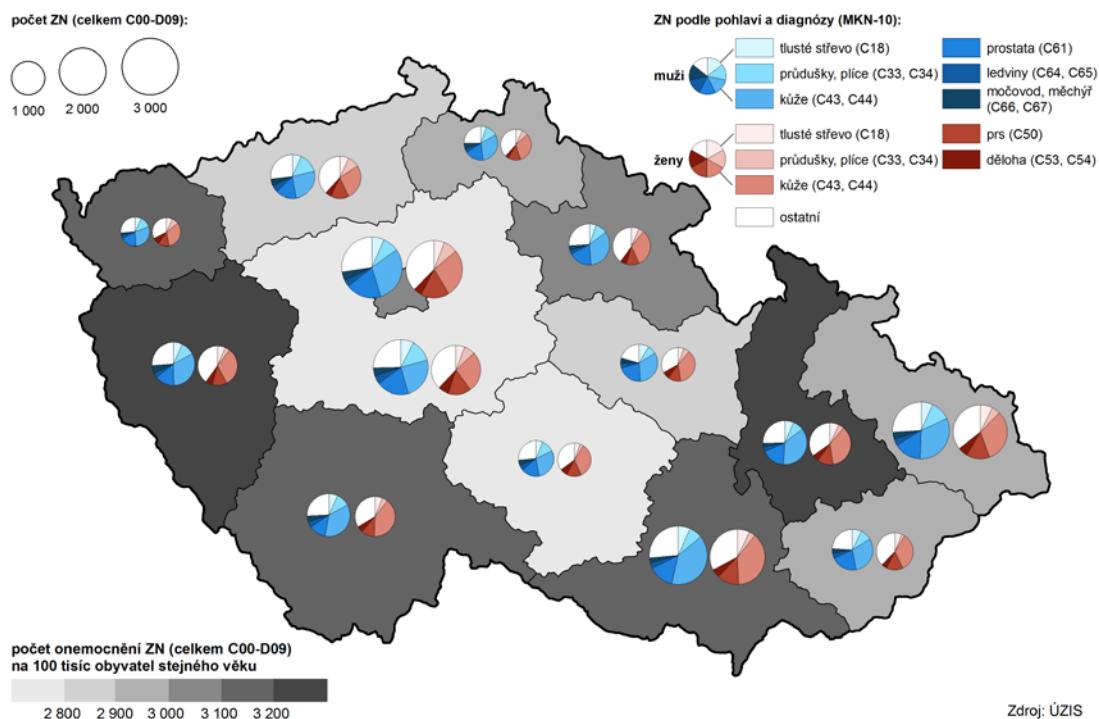 počet ZN (celkem C00-D09):
1 000
2 000
3 000
ZN podle pohlaví a diagnózy (MKN-10):
muži
tlusté střevo (C18)
průdušky, plíce (C33, C34)
kůže (C43, C44)
prostata (C61)
ledviny (C64, C65)
močovod, měchýř
(C66, C67)
ženy
tlusté střevo (C18)
průdušky, plíce (C33, C34)
kůže (C43, C44)
prs (C50)
děloha (C53, C54)
ostatní
počet onemocnění ZN (celkem C00-D09)
na 100 tisíc obyvatel stejného věku
2 800 2 900 3 000 3 100 3 200
Zdroj: ÚZIS